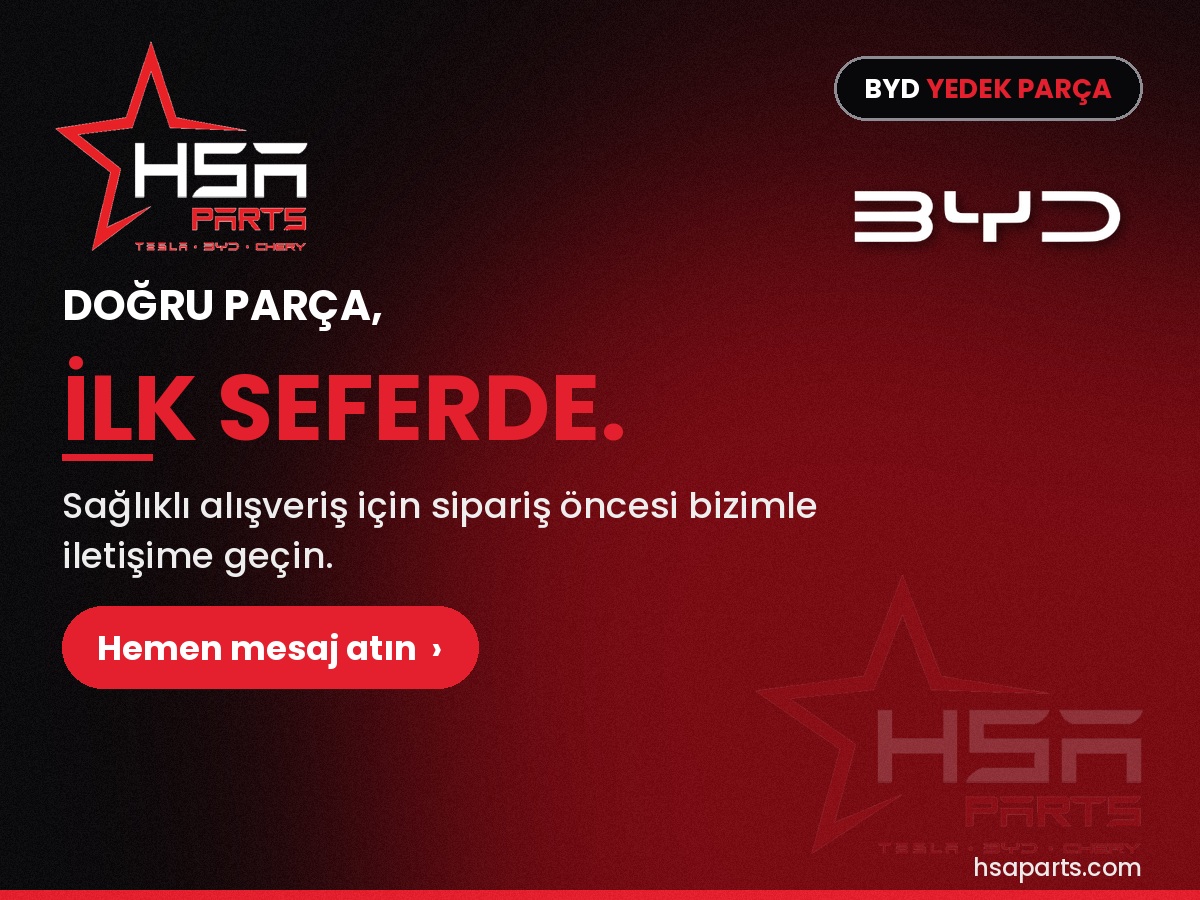 HSA
PARTS
TESLA • BYD • CHERY
BYD YEDEK PARÇA
BYD
DOĞRU PARÇA,
İLK SEFERDE.
Sağlıklı alışveriş için sipariş öncesi bizimle
iletişime geçin.
Hemen mesaj atın ›
HSA
PARTS
TESLA • BYD • CHERY
hsaparts.com